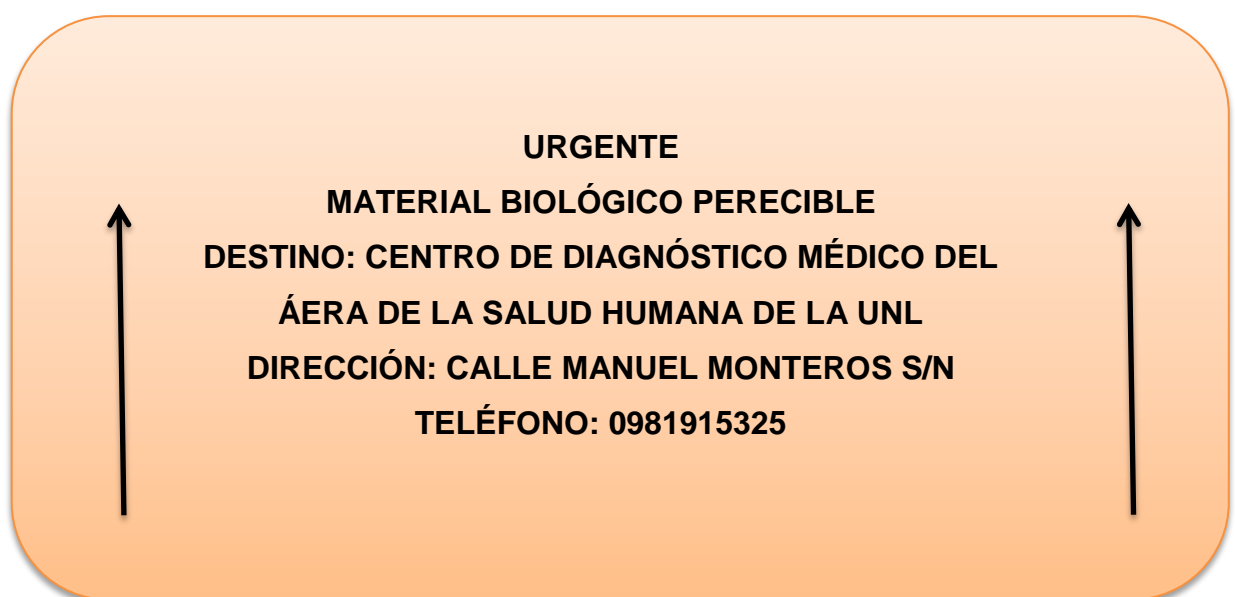 URGENTE
MATERIAL BIOLÓGICO PERECIBLE
DESTINO: CENTRO DE DIAGNÓSTICO MÉDICO DEL
ÁERA DE LA SALUD HUMANA DE LA UNL
DIRECCIÓN: CALLE MANUEL MONTEROS S/N
TELÉFONO: 0981915325